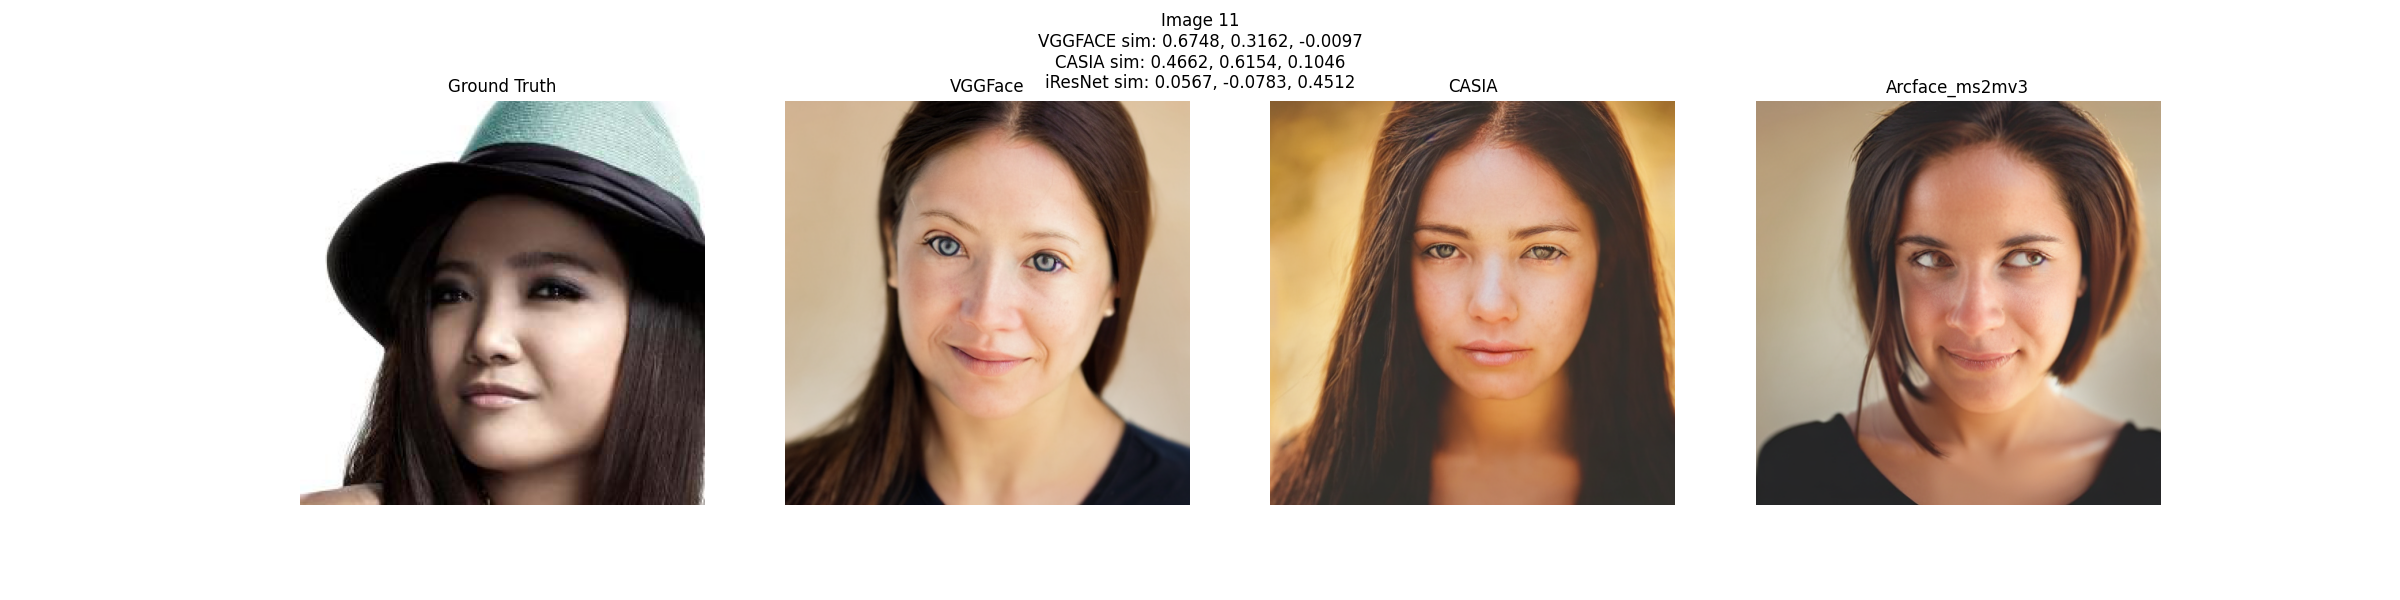 Image 11
VGGFACE sim: 0.6748, 0.3162, -0.0097
CASIA sim: 0.4662, 0.6154, 0.1046
iResNet sim: 0.0567, -0.0783, 0.4512
Ground Truth
VGGFace
CASIA
Arcface_ms2mv3